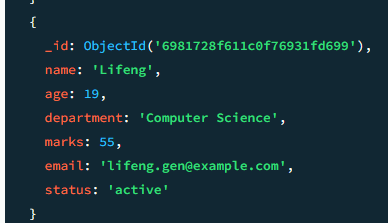 }
{
_id: ObjectId('6981728f611c0f76931fd699'),
name: 'Lifeng',
age: 19,
department: 'Computer Science',
marks: 55,
email: 'lifeng.gen@example.com',
status: 'active'
}